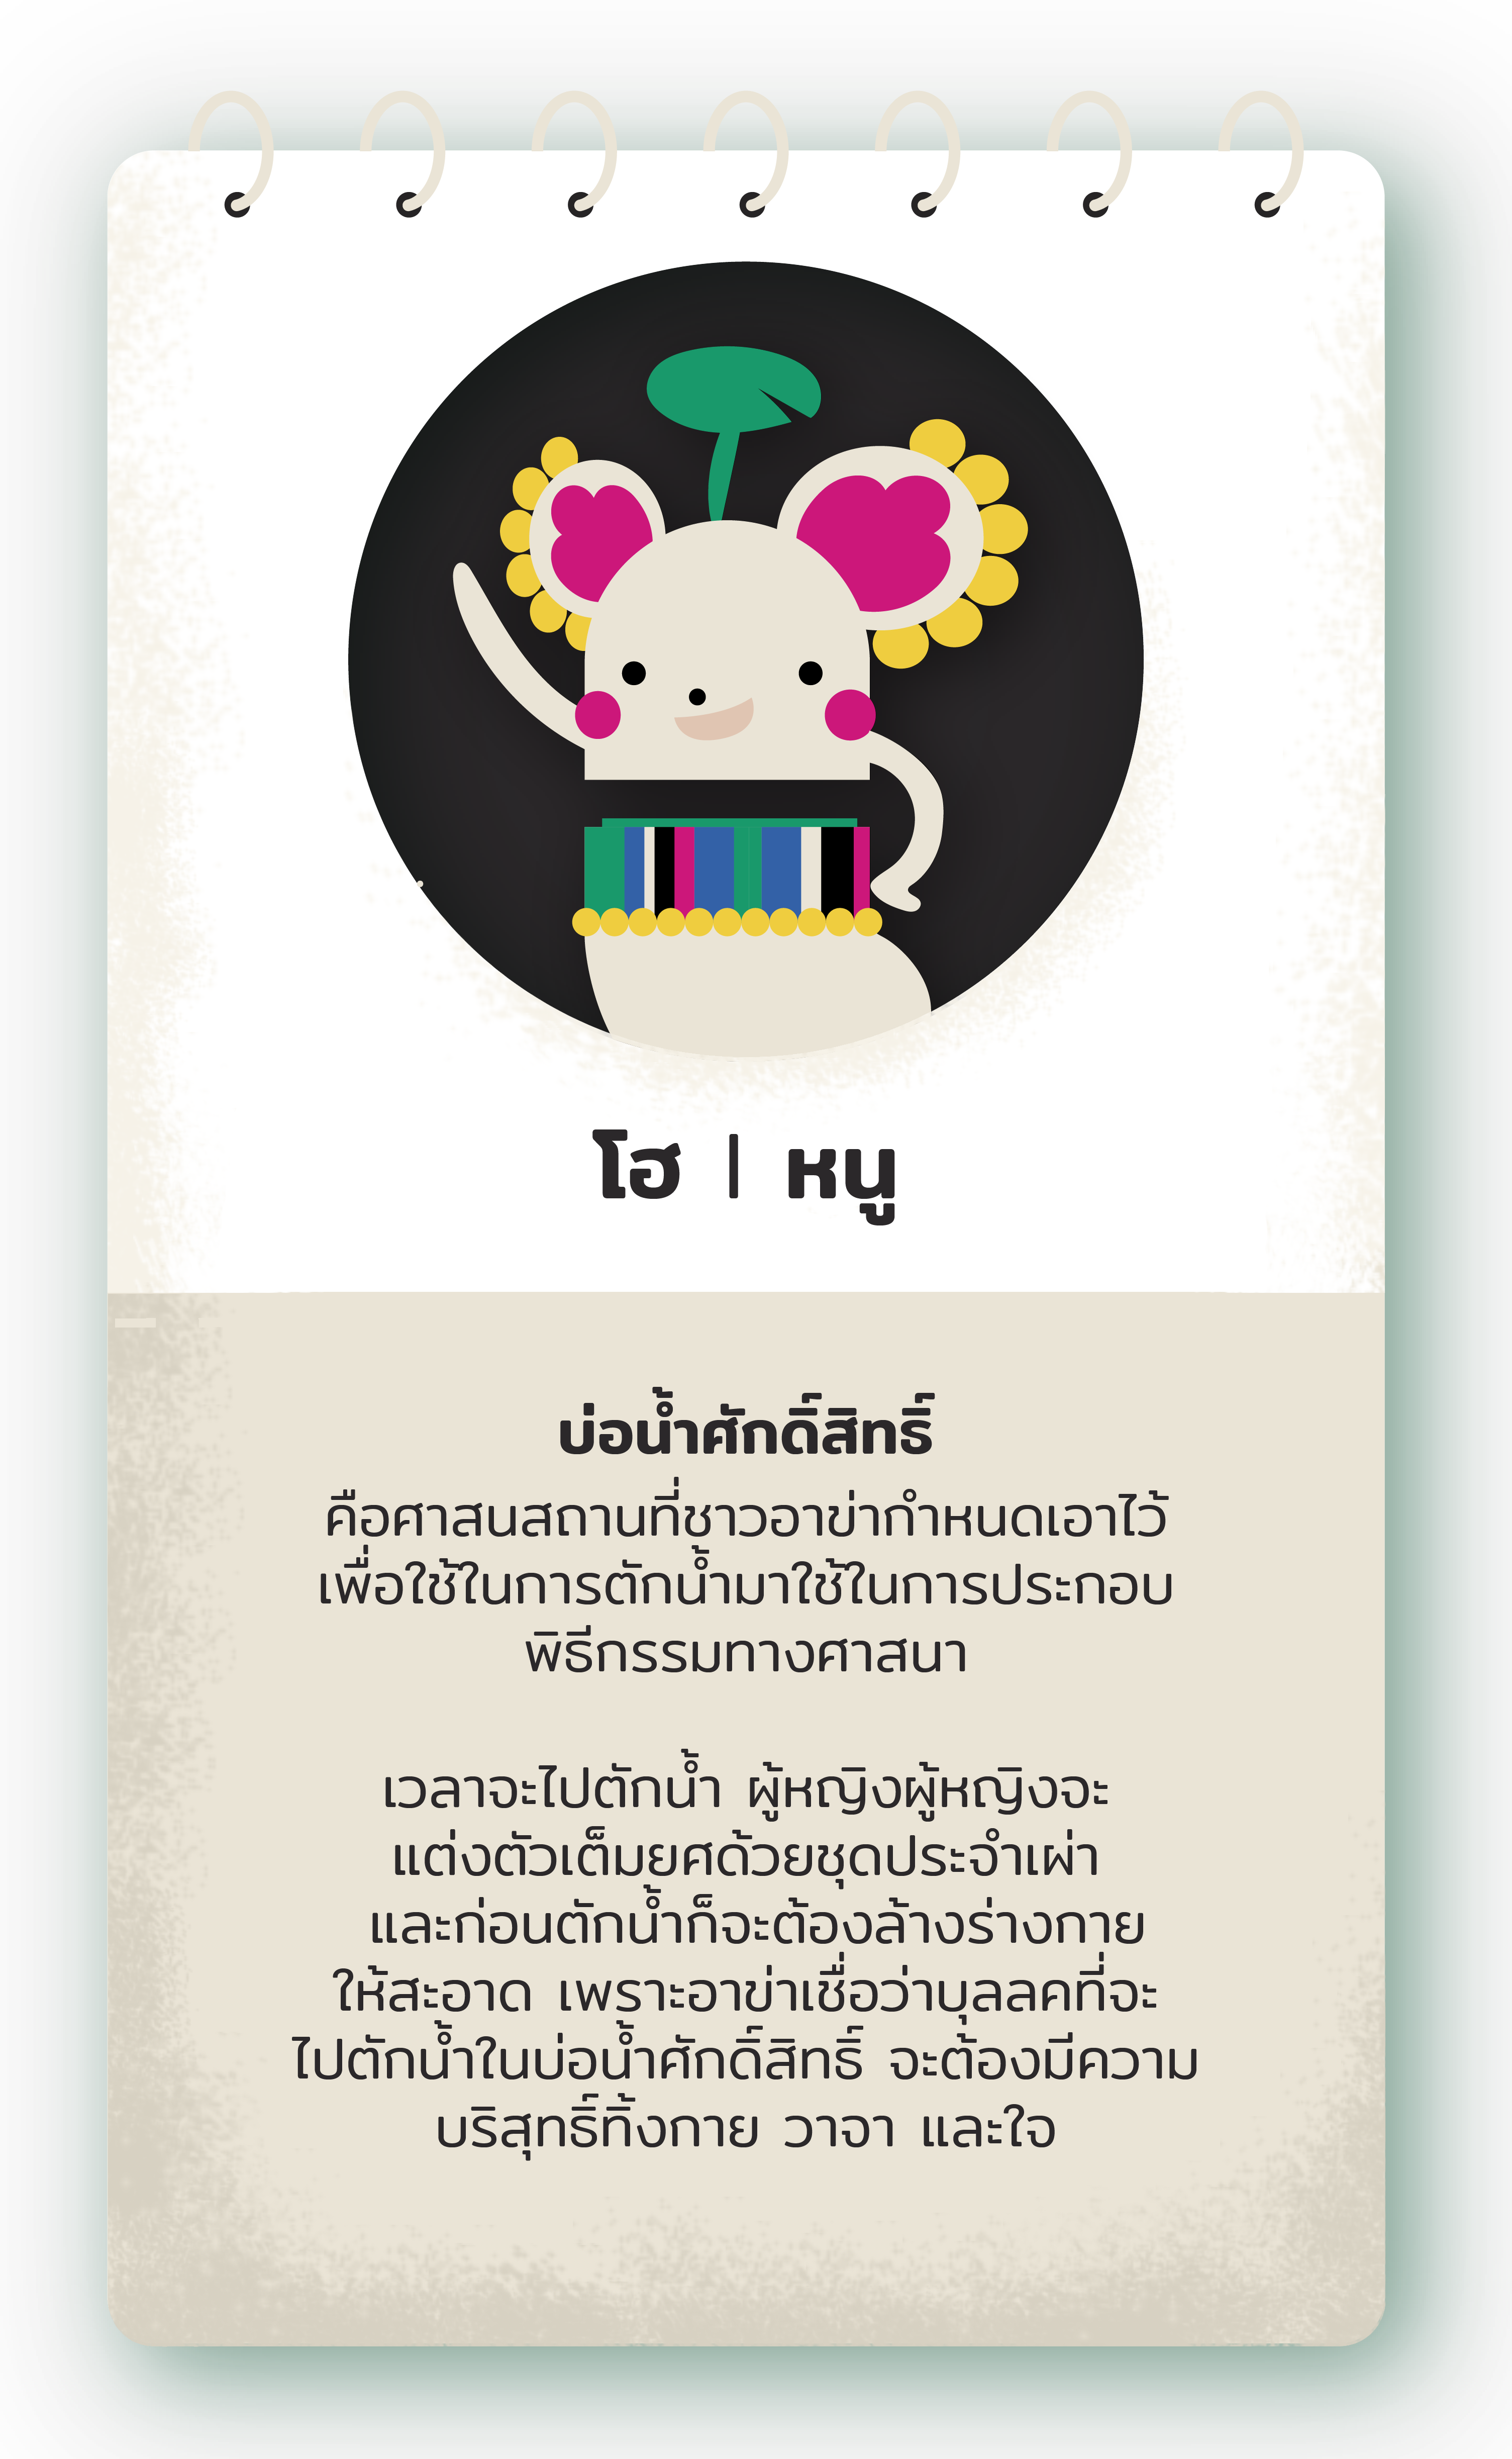 โฮ | หนู
บ่อน้ำศักดิ์สิทธิ์
คือศาสนสถานที่ชาวอาข่ากำหนดเอาไว้
เพื่อใช้ในการตักน้ำมาใช้ในการประกอบ
พิธีกรรมทางศาสนา
เวลาจะไปตักน้ำ ผู้หญิงผู้หญิงจะ
แต่งตัวเต็มยศด้วยชุดประจำเผ่า
และก่อนตักน้ำก็จะต้องล้างร่างกาย
ให้สะอาด เพราะอาข่าเชื่อว่าบุลลคที่จะ
ไปตักน้ำในบ่อน้ำศักดิ์สิทธิ์ จะต้องมีความ
บริสุทธิ์ทิ้งกาย วาจา และใจ